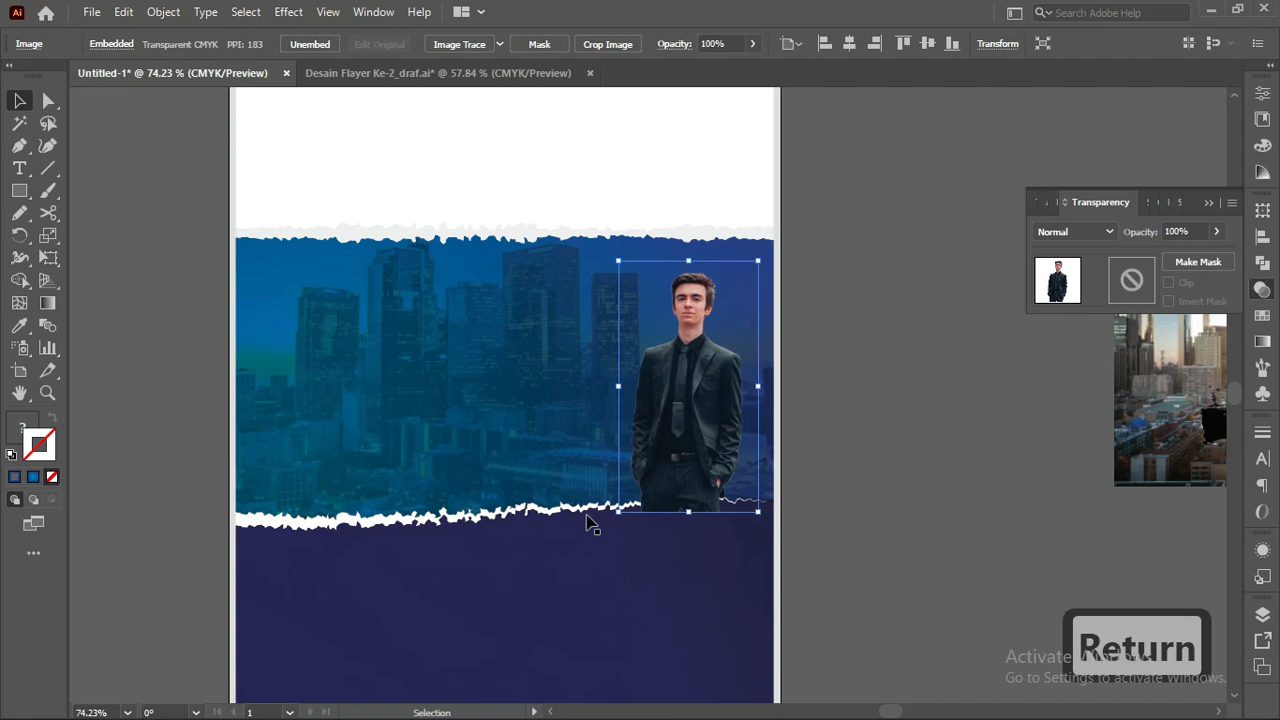 Ai File Edit Object Type Select Effect View Window Help Search Adobe Help
Image Embedded Transparent CMYK PPI: 183 Unembed Edit Original Image Trace Mask Crop Image Opacity: 100% Transform
Untitled-1* @ 74.23 % (CMYK/Preview) × Desain Flayer Ke-2_draf.ai* @ 57.84 % (CMYK/Preview) ×
Transparency
Normal Opacity: 100%
Make Mask
Clip
Invert Mask
?
Return
Activate Windows
Go to Settings to activate Windows.
74.23% 0° 1 Selection